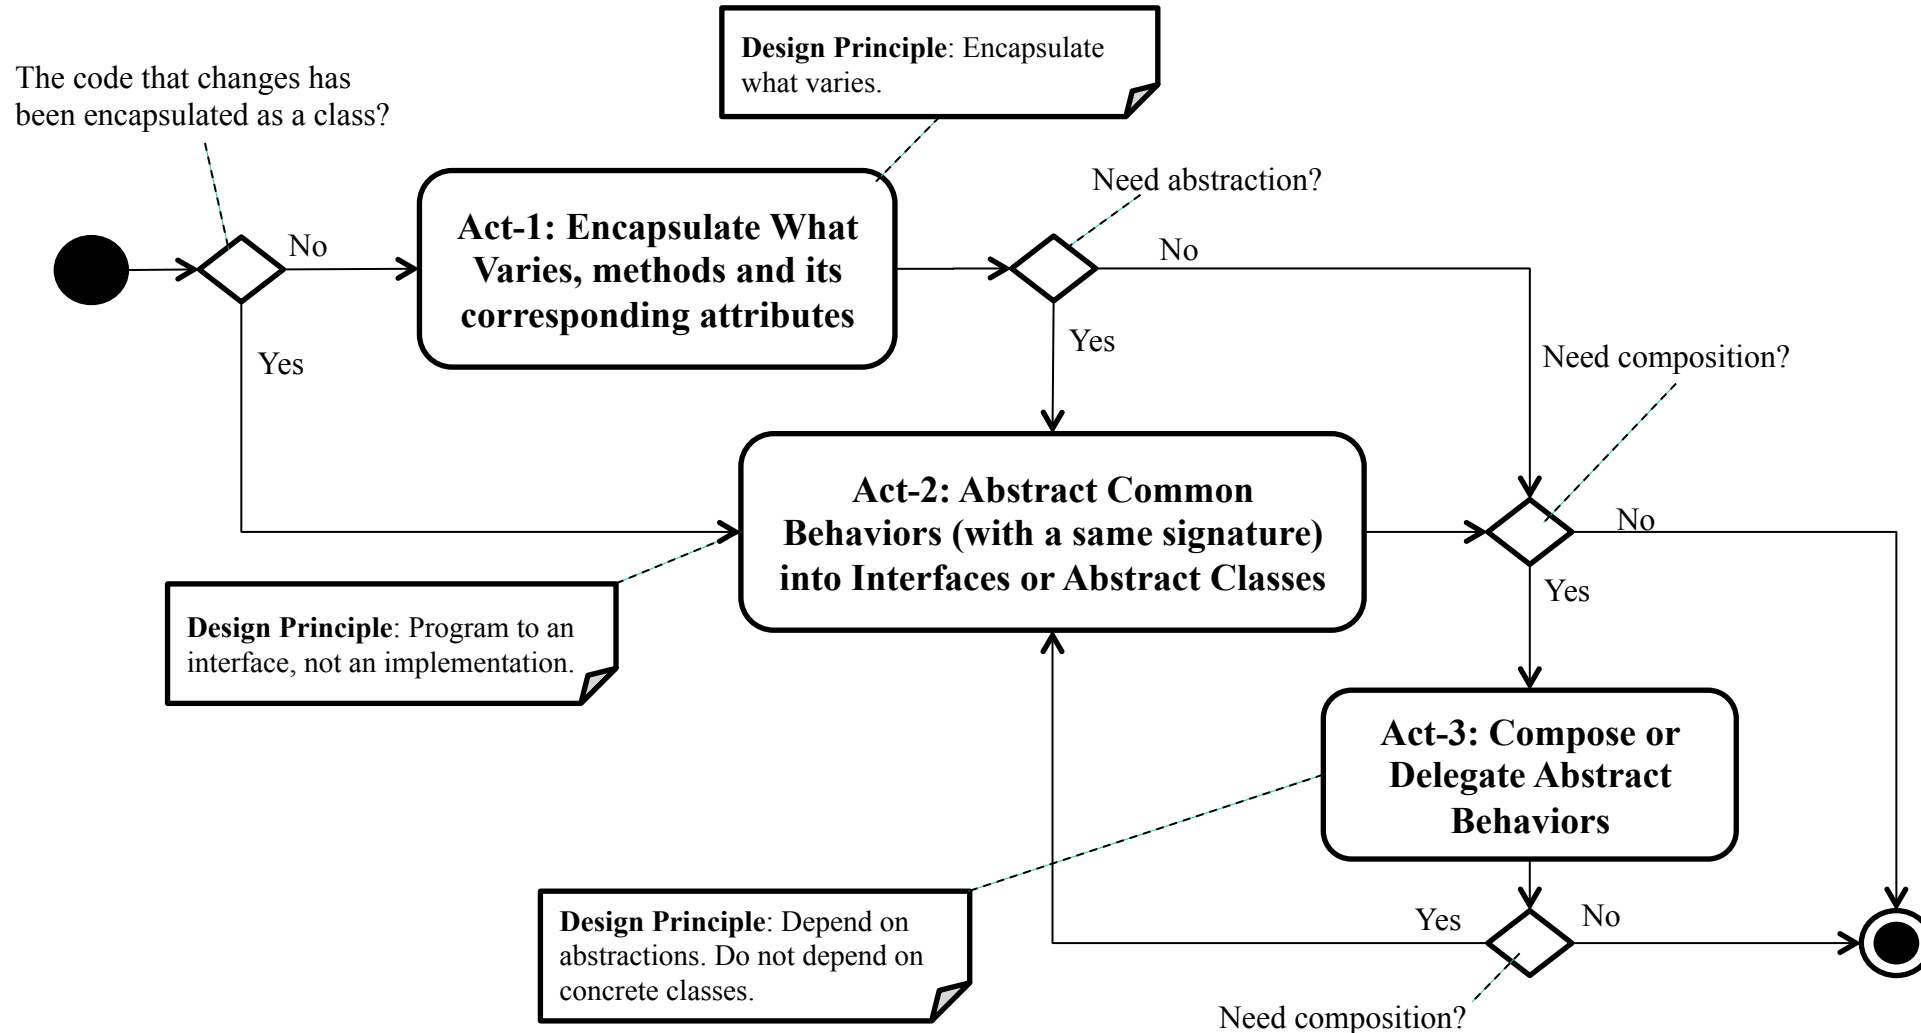 Design Principle: Encapsulate
what varies.
The code that changes has
been encapsulated as a class?
Need abstraction?
Act-1: Encapsulate What
Varies, methods and its
corresponding attributes
No
No
Yes
Yes
Need composition?
Act-2: Abstract Common
Behaviors (with a same signature)
into Interfaces or Abstract Classes
No
Yes
Design Principle: Program to an
interface, not an implementation.
Act-3: Compose or
Delegate Abstract
Behaviors
Design Principle: Depend on
abstractions. Do not depend on
concrete classes.
Yes
No
Need composition?